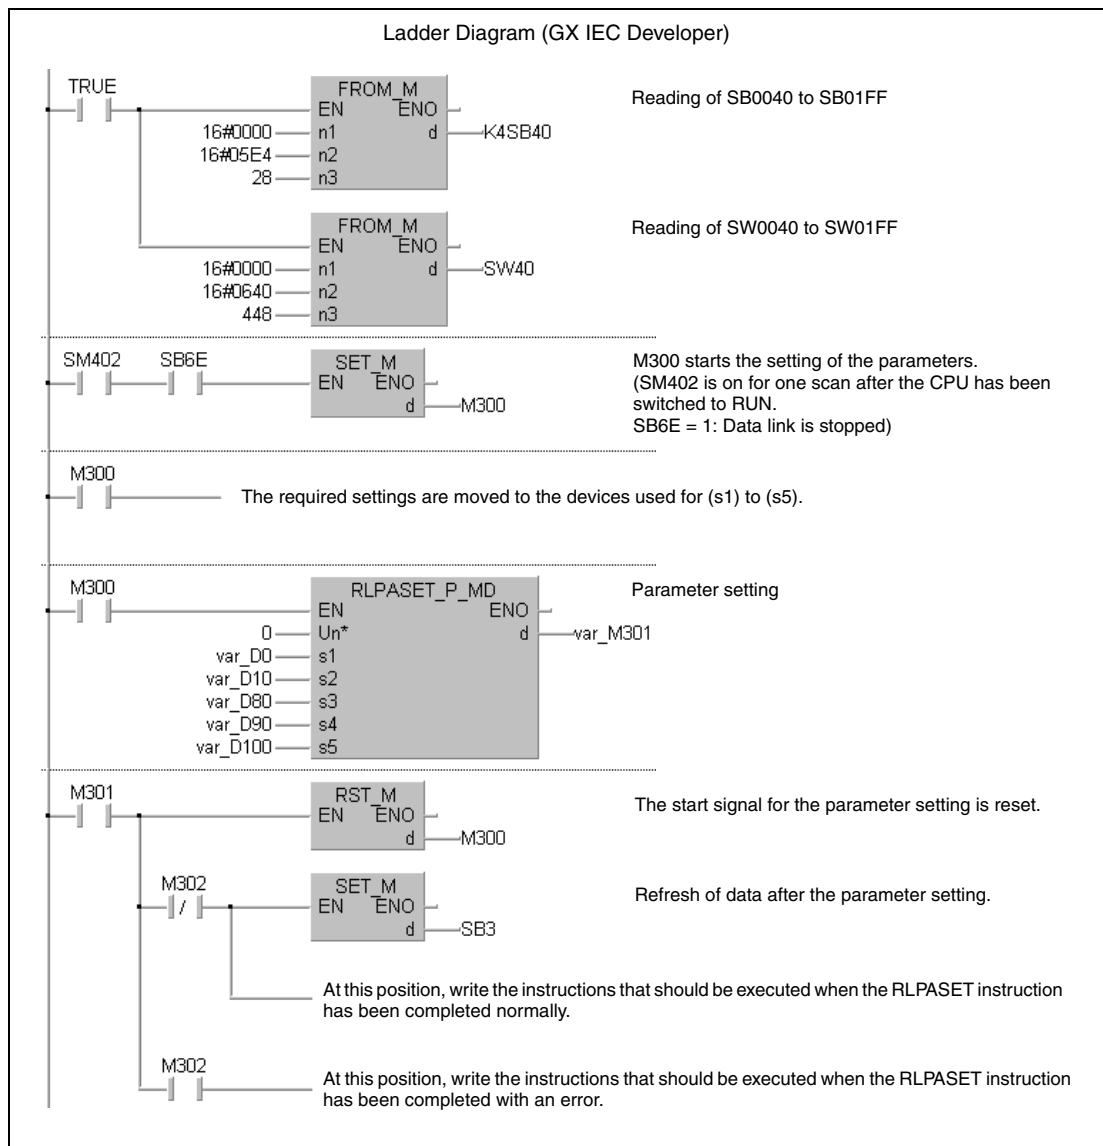 Ladder Diagram (GX IEC Developer)
TRUE
FROM_M
EN ENO
16#0000 n1 d K4SB40
16#05E4 n2
28 n3
Reading of SB0040 to SB01FF
FROM_M
EN ENO
16#0000 n1 d SW40
16#0640 n2
448 n3
Reading of SW0040 to SW01FF
SM402 SB6E
SET_M
EN ENO
d M300
M300 starts the setting of the parameters.
(SM402 is on for one scan after the CPU has been
switched to RUN.
SB6E = 1: Data link is stopped)
M300
The required settings are moved to the devices used for (s1) to (s5).
M300
RLPASET_P_MD
EN ENO
0 Un* d var_M301
var_D0 s1
var_D10 s2
var_D80 s3
var_D90 s4
var_D100 s5
Parameter setting
M301
RST_M
EN ENO
d M300
The start signal for the parameter setting is reset.
M302
/
SET_M
EN ENO
d SB3
Refresh of data after the parameter setting.
At this position, write the instructions that should be executed when the RLPASET instruction
has been completed normally.
M302
At this position, write the instructions that should be executed when the RLPASET instruction
has been completed with an error.